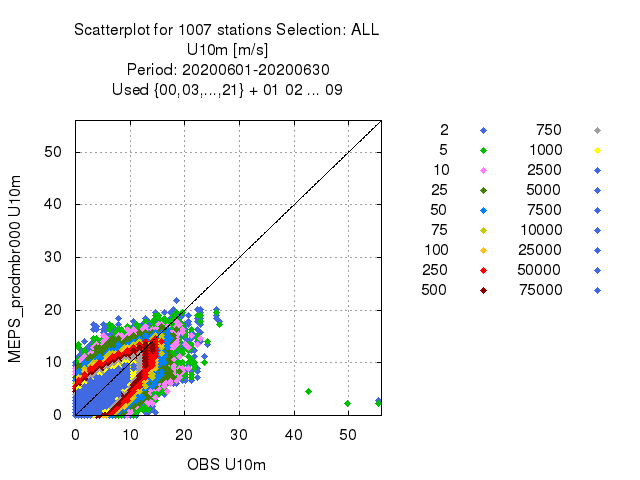 Scatterplot for 1007 stations Selection: ALL
U10m [m/s]
Period: 20200601-20200630
Used {00,03,...,21} + 01 02 ... 09
MEPS_prodmbr000 U10m
50
40
30
20
10
0
0 10 20 30 40 50
OBS U10m
2 750
5 1000
10 2500
25 5000
50 7500
75 10000
100 25000
250 50000
500 75000